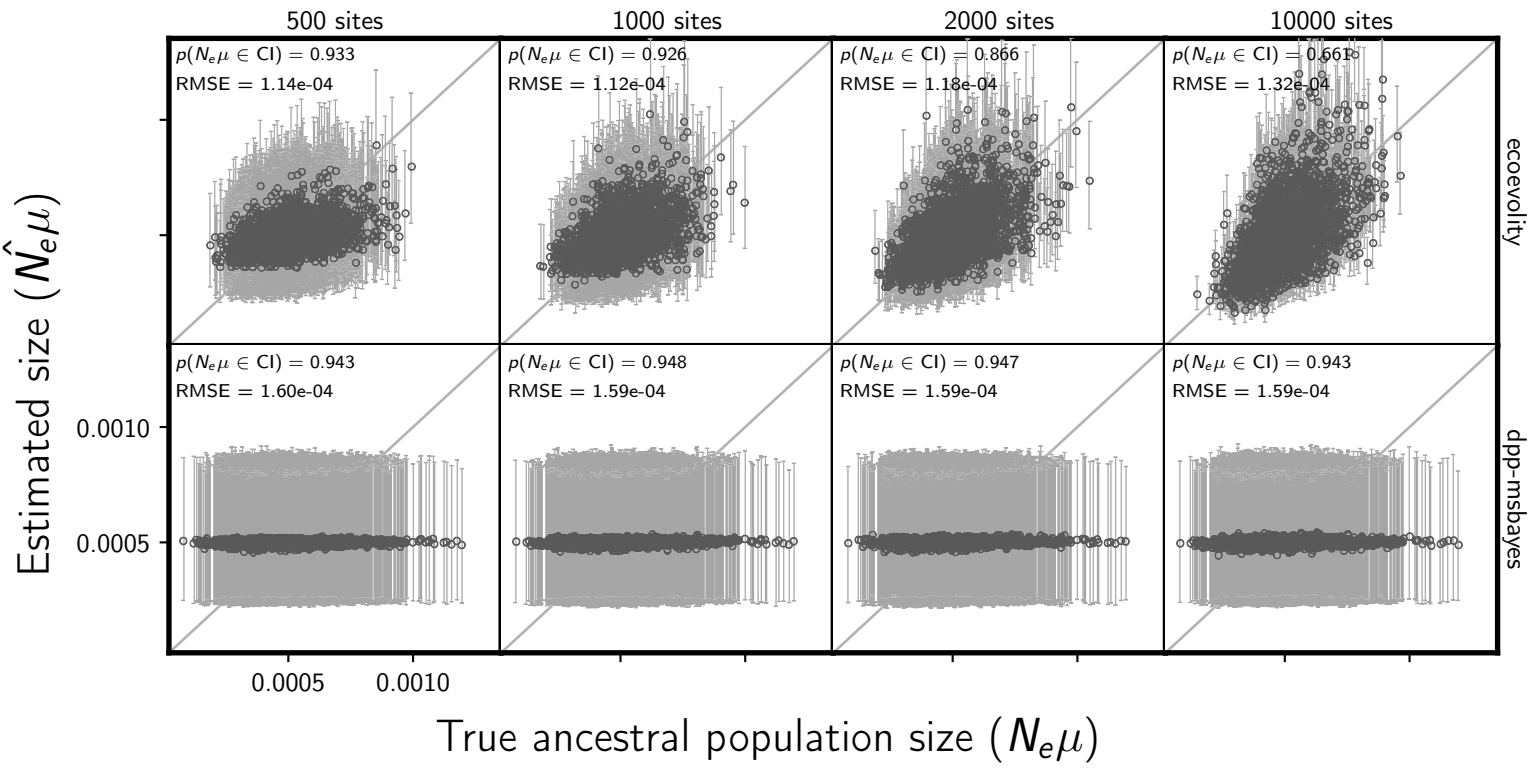 500 sites
1000 sites
2000 sites
10000 sites
p(Nₑμ ∈ CI) = 0.933
RMSE = 1.14e-04
p(Nₑμ ∈ CI) = 0.926
RMSE = 1.12e-04
p(Nₑμ ∈ CI) = 0.866
RMSE = 1.18e-04
p(Nₑμ ∈ CI) = 0.661
RMSE = 1.32e-04
ecoevolity
p(Nₑμ ∈ CI) = 0.943
RMSE = 1.60e-04
p(Nₑμ ∈ CI) = 0.948
RMSE = 1.59e-04
p(Nₑμ ∈ CI) = 0.947
RMSE = 1.59e-04
p(Nₑμ ∈ CI) = 0.943
RMSE = 1.59e-04
dpp-msbayes
Estimated size (N̂ₑμ)
0.0010
0.0005
0.0005
0.0010
True ancestral population size (Nₑμ)